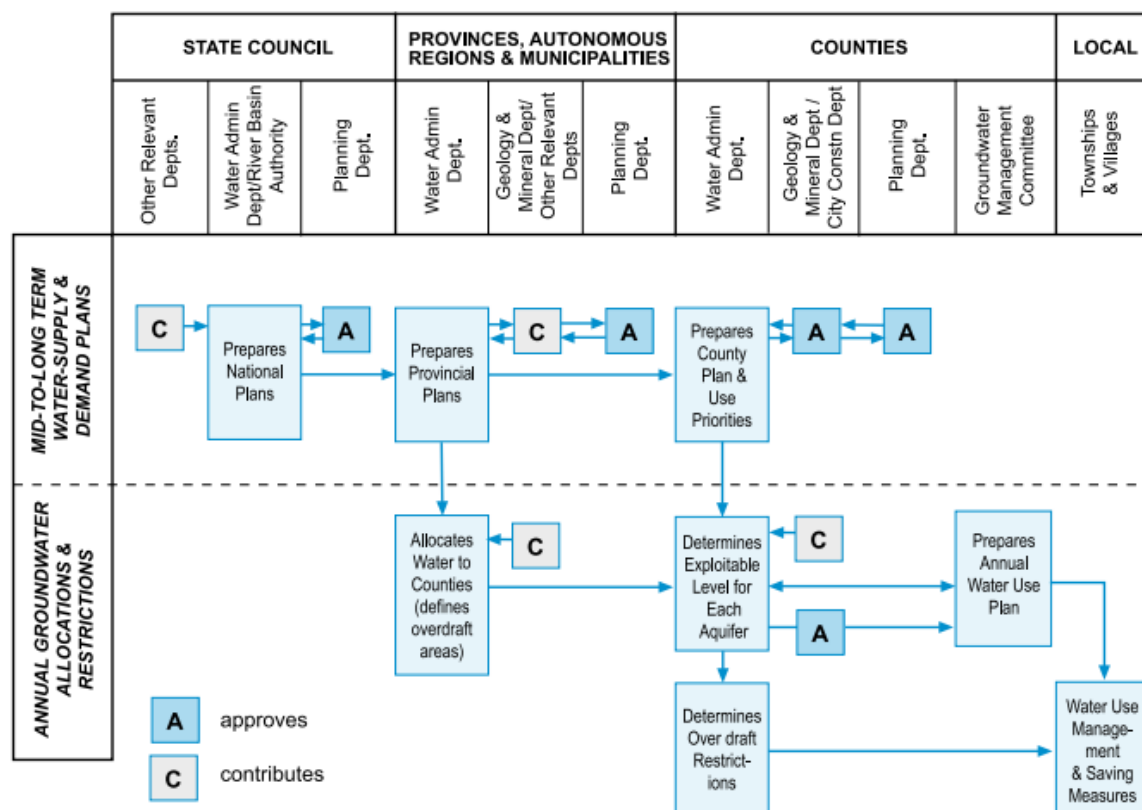 STATE COUNCIL
PROVINCES, AUTONOMOUS
REGIONS & MUNICIPALITIES
COUNTIES
LOCAL
Other Relevant
Depts.
Water Admin
Dept/River Basin
Authority
Planning
Dept.
Water Admin
Dept.
Geology &
Mineral Dept/
Other Relevant
Depts
Planning
Dept.
Water Admin
Dept.
Geology &
Mineral Dept /
City Constrn Dept
Planning
Dept.
Groundwater
Management
Committee
Townships
& Villages
MID-TO-LONG TERM
WATER-SUPPLY &
DEMAND PLANS
C
Prepares
National
Plans
A
Prepares
Provincial
Plans
C
A
Prepares
County
Plan &
Use
Priorities
A
A
ANNUAL GROUNDWATER
ALLOCATIONS &
RESTRICTIONS
Allocates
Water to
Counties
(defines
overdraft
areas)
C
Determines
Exploitable
Level for
Each
Aquifer
C
A
Prepares
Annual
Water Use
Plan
Determines
Over draft
Restrict-
ions
Water Use
Manage-
ment
& Saving
Measures
A approves
C contributes